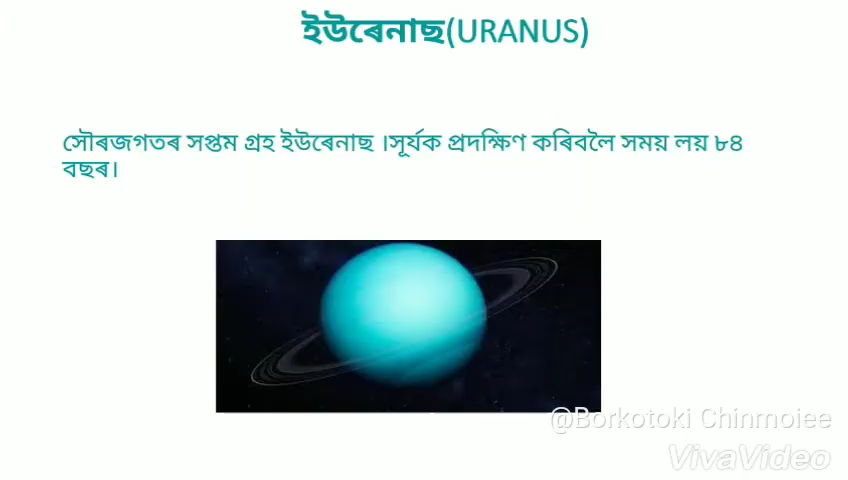 ইউৰেনাছ(URANUS)
সৌৰজগতৰ সপ্তম গ্ৰহ ইউৰেনাছ ।সূৰ্যক প্ৰদক্ষিণ কৰিবলৈ সময় লয় ৮৪
বছৰ।
@Borkotoki Chinmoiee
VivaVideo